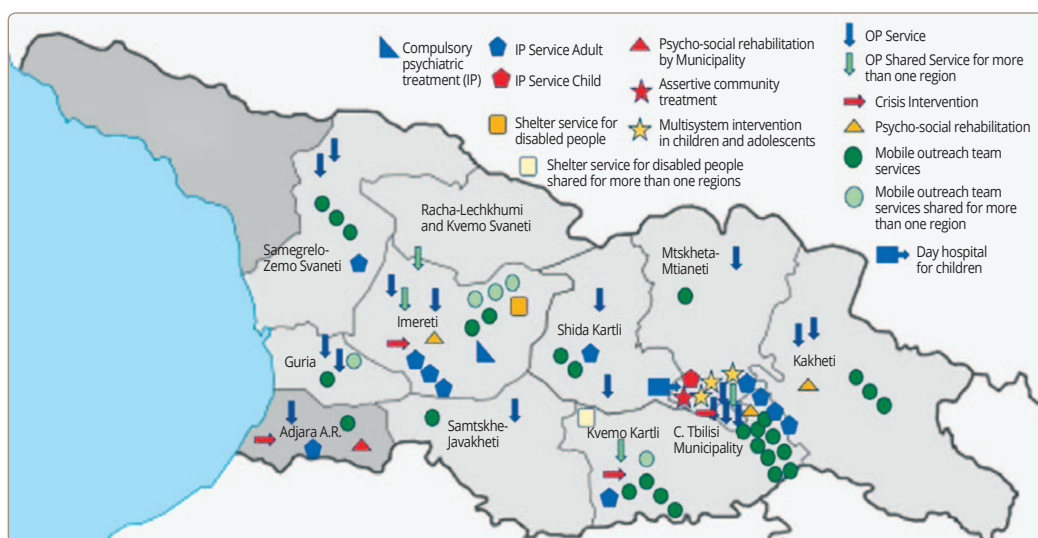 Compulsory
psychiatric
treatment (IP)
IP Service Adult
IP Service Child
Shelter service for
disabled people
Shelter service for disabled people
shared for more than one regions
Psycho-social rehabilitation
by Municipality
Assertive community
treatment
Multisystem intervention
in children and adolescents
OP Service
OP Shared Service for more
than one region
Crisis Intervention
Psycho-social rehabilitation
Mobile outreach team
services
Mobile outreach team
services shared for more
than one region
Day hospital
for children
Racha-Lechkhumi
and Kvemo Svaneti
Samegrelo-
Zemo Svaneti
Mtskheta-
Mtianeti
Imereti
Shida Kartli
Guria
Kakheti
Adjara A.R.
Samtskhe-
Javakheti
Kvemo Kartli
C. Tbilisi
Municipality